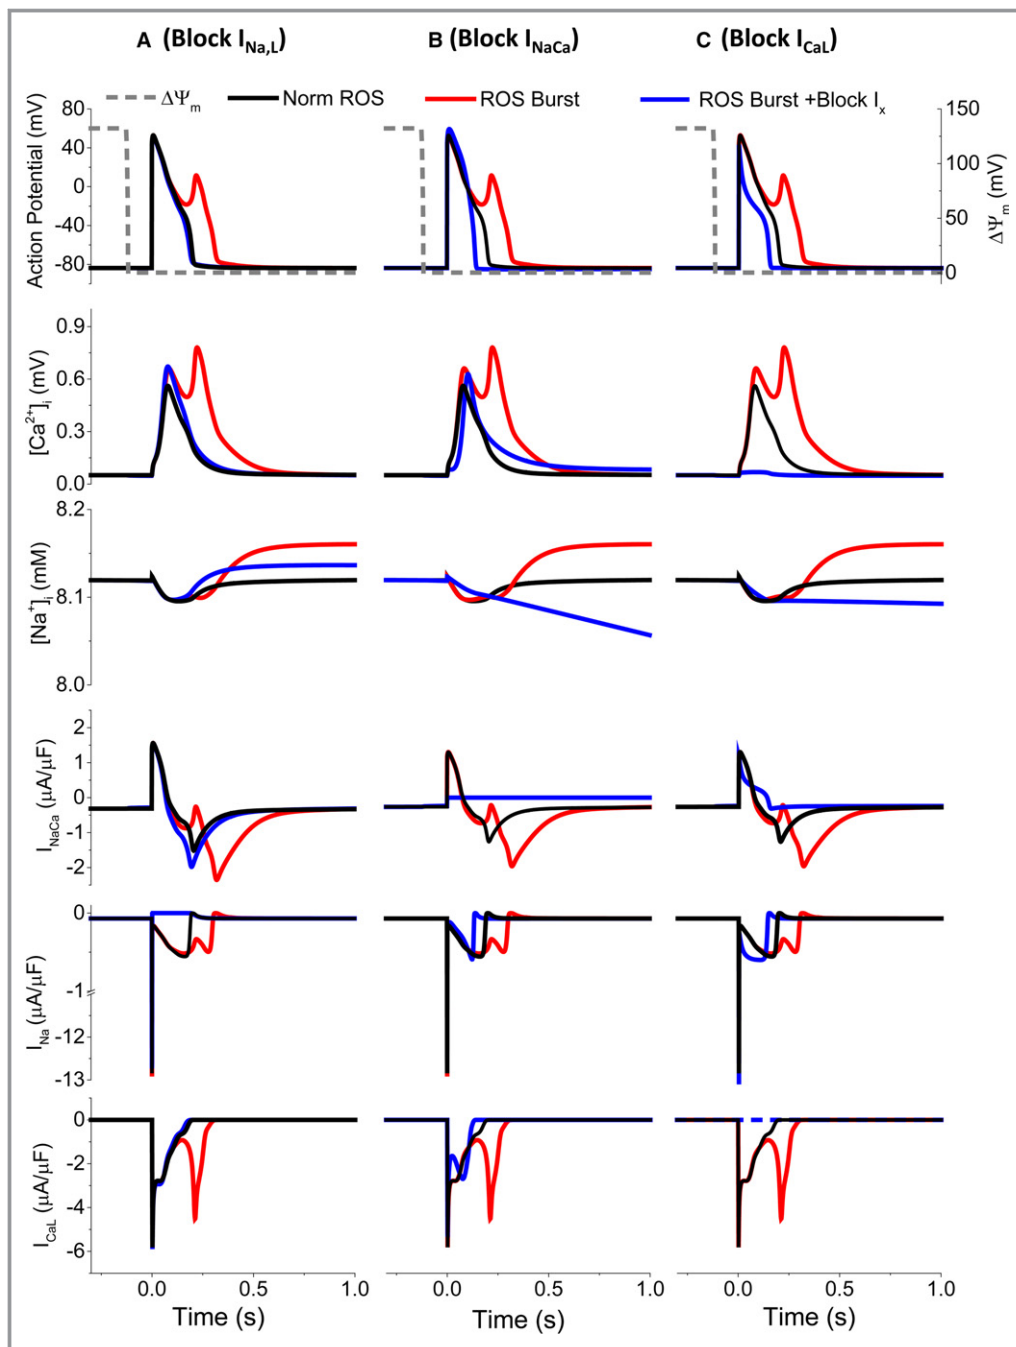 A (Block I_Na,L) B (Block I_NaCa) C (Block I_CaL)
ΔΨ_m Norm ROS ROS Burst ROS Burst +Block I_x
Action Potential (mV)
80
40
0
-40
-80
150
100
50
0
ΔΨ_m (mV)
[Ca²⁺]_i (mV)
0.9
0.6
0.3
0.0
[Na⁺]_i (mM)
8.2
8.1
8.0
I_NaCa (µA/µF)
2
1
0
-1
-2
I_Na (µA/µF)
0
-1
-12
-13
I_CaL (µA/µF)
0
-2
-4
-6
0.0 0.5 1.0 0.0 0.5 1.0 0.0 0.5 1.0
Time (s) Time (s) Time (s)